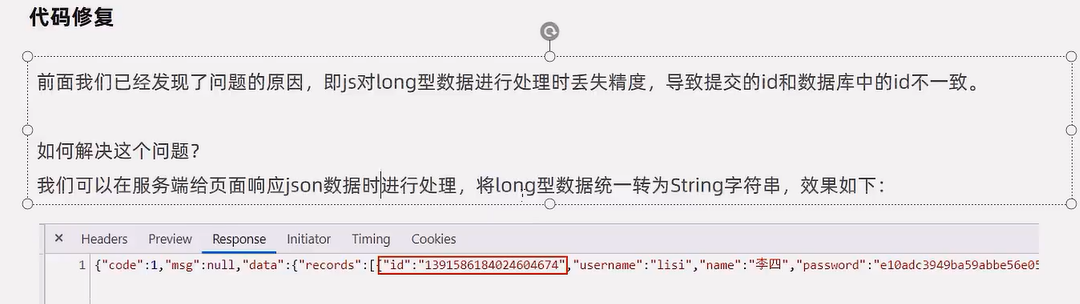 代码修复
前面我们已经发现了问题的原因，即js对long型数据进行处理时丢失精度，导致提交的id和数据库中的id不一致。
如何解决这个问题？
我们可以在服务端给页面响应json数据时进行处理，将long型数据统一转为String字符串，效果如下：
× Headers Preview Response Initiator Timing Cookies
1 {"code":1,"msg":null,"data":{"records":[{"id":"1391586184024604674","username":"lisi","name":"李四","password":"e10adc3949ba59abbe56e05